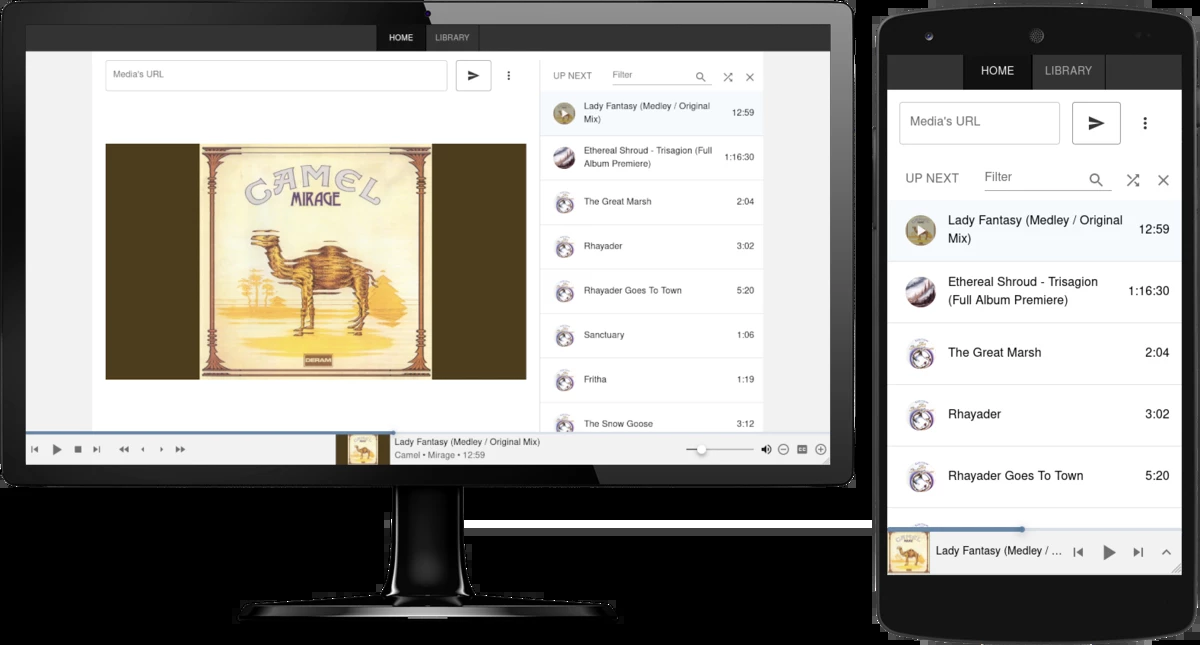 HOME LIBRARY
Media's URL
UP NEXT Filter
Lady Fantasy (Medley / Original
Mix)
12:59
Ethereal Shroud - Trisagion (Full
Album Premiere)
1:16:30
The Great Marsh 2:04
Rhayader 3:02
Rhayader Goes To Town 5:20
Sanctuary 1:06
Fritha 1:19
The Snow Goose 3:12
CAMEL
MIRAGE
DERAM
Lady Fantasy (Medley / Original Mix)
Camel • Mirage • 12:59
CC
HOME LIBRARY
Media's URL
UP NEXT Filter
Lady Fantasy (Medley / Original
Mix)
12:59
Ethereal Shroud - Trisagion
(Full Album Premiere)
1:16:30
The Great Marsh 2:04
Rhayader 3:02
Rhayader Goes To Town 5:20
CAMEL
Lady Fantasy (Medley / ...